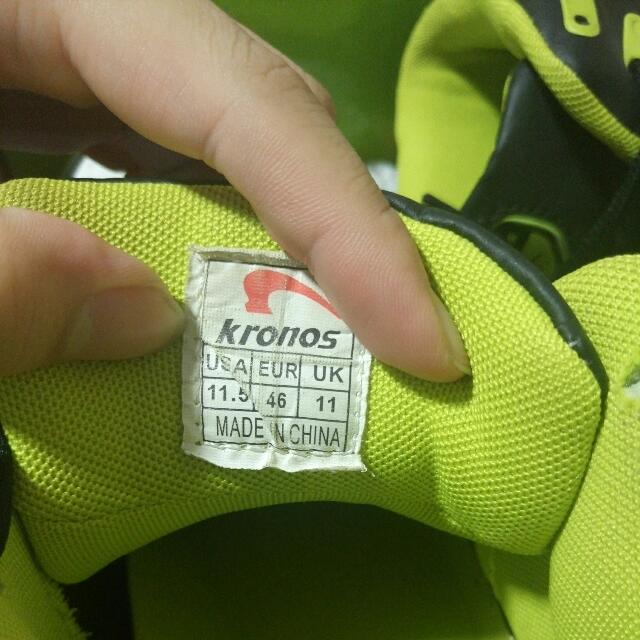 kronos
USA EUR UK
11.5 46 11
MADE IN CHINA